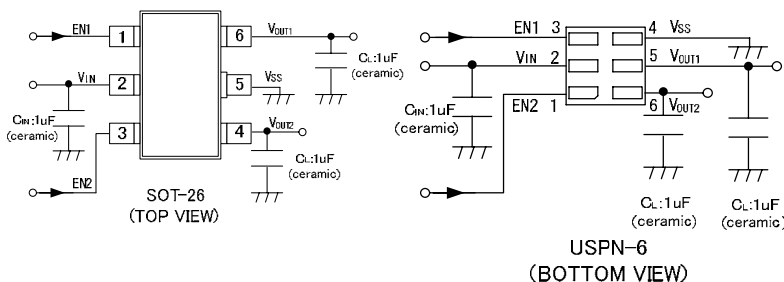 EN1
1
6
VOUT1
CL:1uF
(ceramic)
VIN
2
5
VSS
CIN:1uF
(ceramic)
3
4
VOUT2
CL:1uF
(ceramic)
EN2
SOT-26
(TOP VIEW)
EN1 3
4 VSS
VIN 2
5 VOUT1
CIN:1uF
(ceramic)
EN2 1
6 VOUT2
CL:1uF
(ceramic)
CL:1uF
(ceramic)
USPN-6
(BOTTOM VIEW)